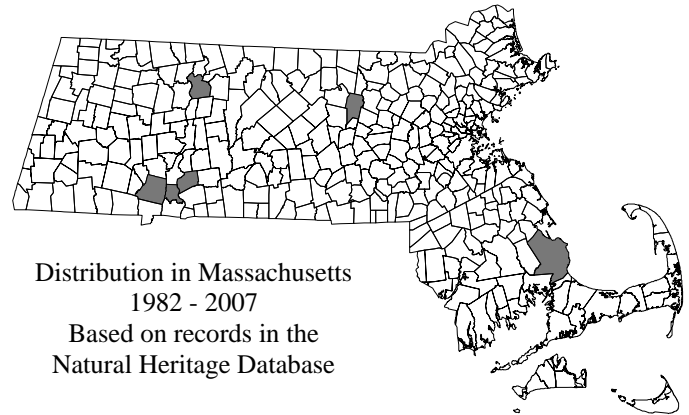 Distribution in Massachusetts
1982 - 2007
Based on records in the
Natural Heritage Database